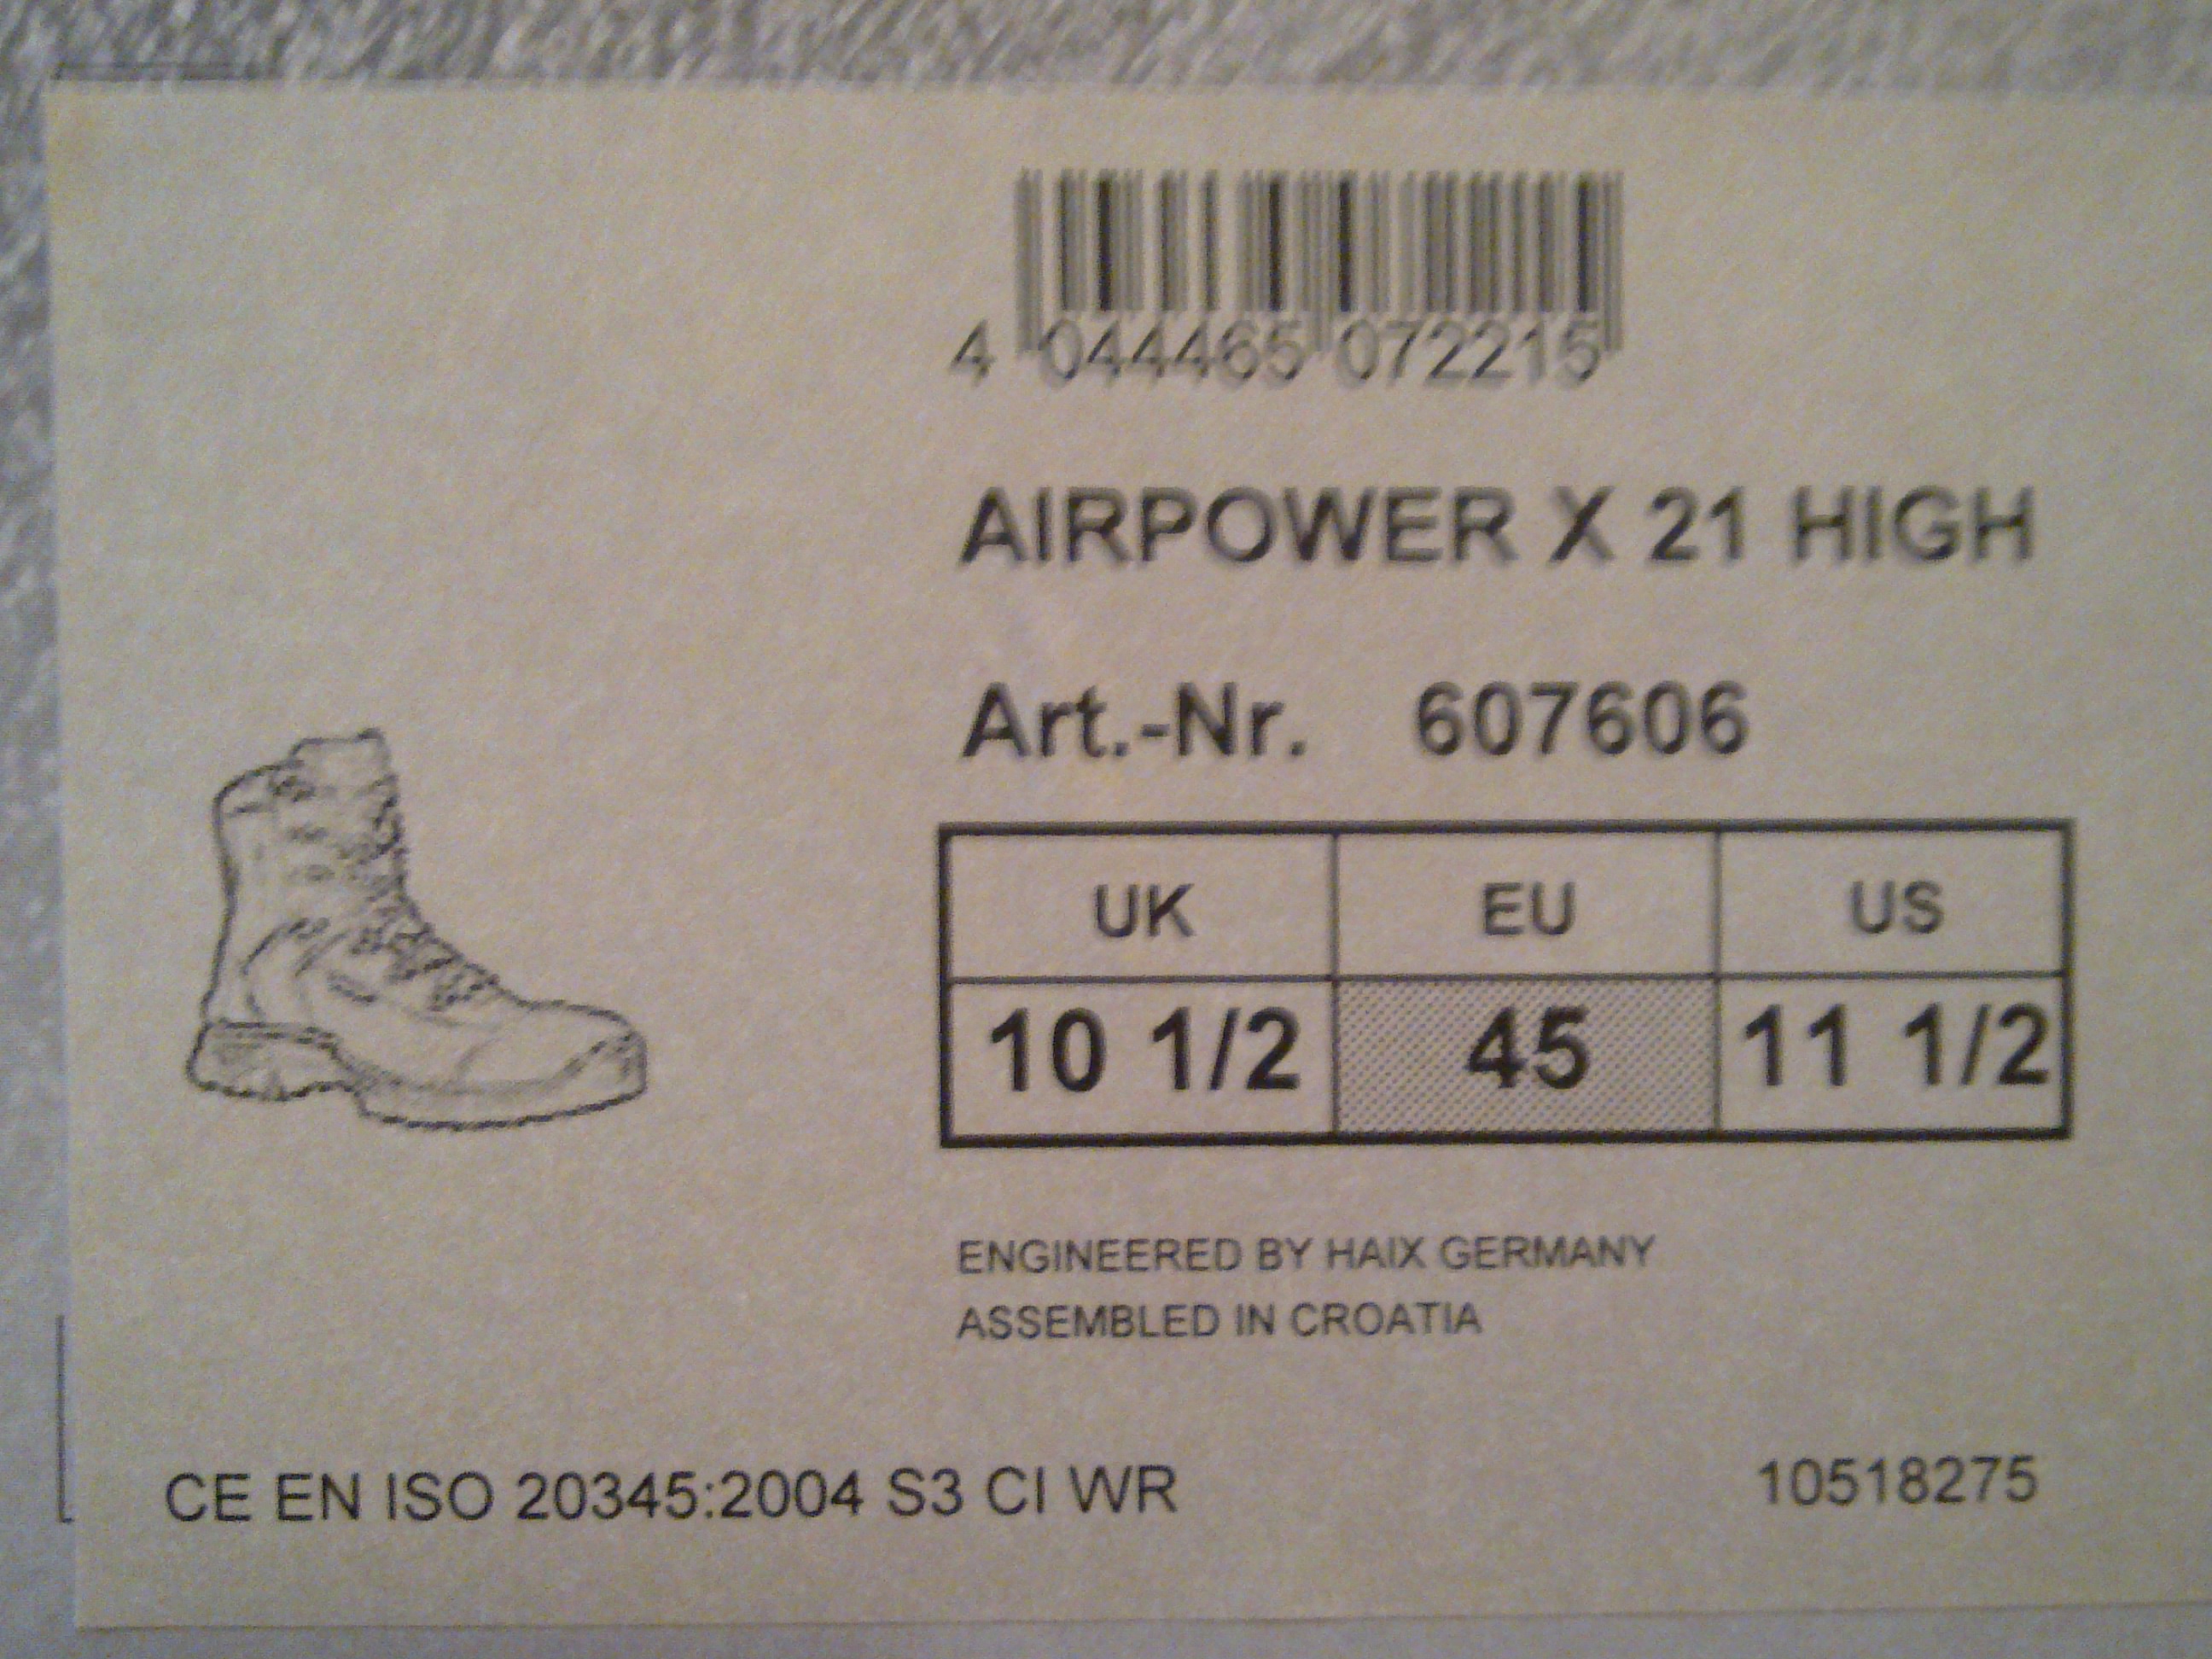 4 044465 072215
AIRPOWER X 21 HIGH
Art.-Nr. 607606
UK EU US
10 1/2 45 11 1/2
ENGINEERED BY HAIX GERMANY
ASSEMBLED IN CROATIA
CE EN ISO 20345:2004 S3 CI WR 10518275